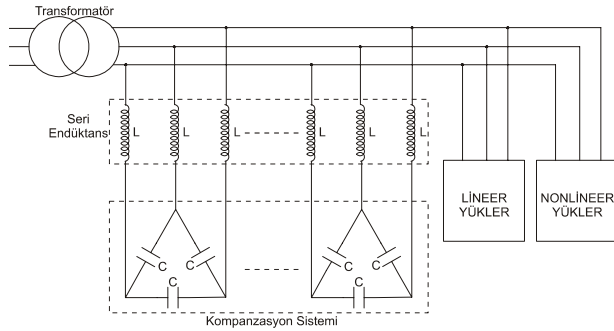 Transformatör
Seri
Endüktans
L
L
L
L
L
L
LİNEER
YÜKLER
NONLİNEER
YÜKLER
C
C
C
C
C
C
Kompanzasyon Sistemi